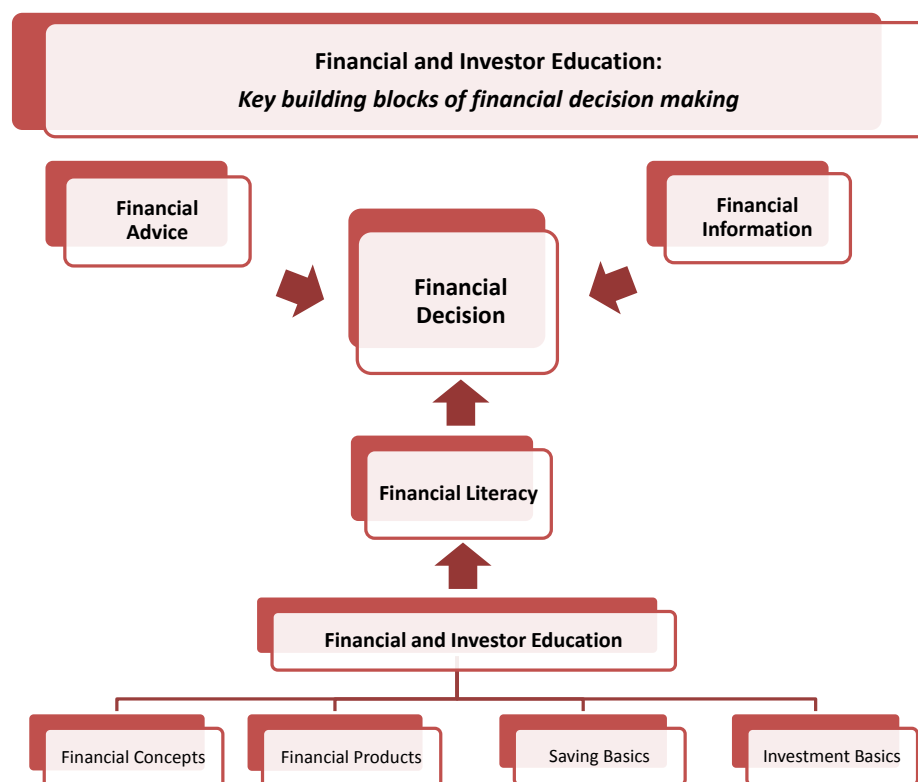 Financial and Investor Education:
Key building blocks of financial decision making
Financial
Advice
Financial
Information
Financial
Decision
Financial Literacy
Financial and Investor Education
Financial Concepts
Financial Products
Saving Basics
Investment Basics